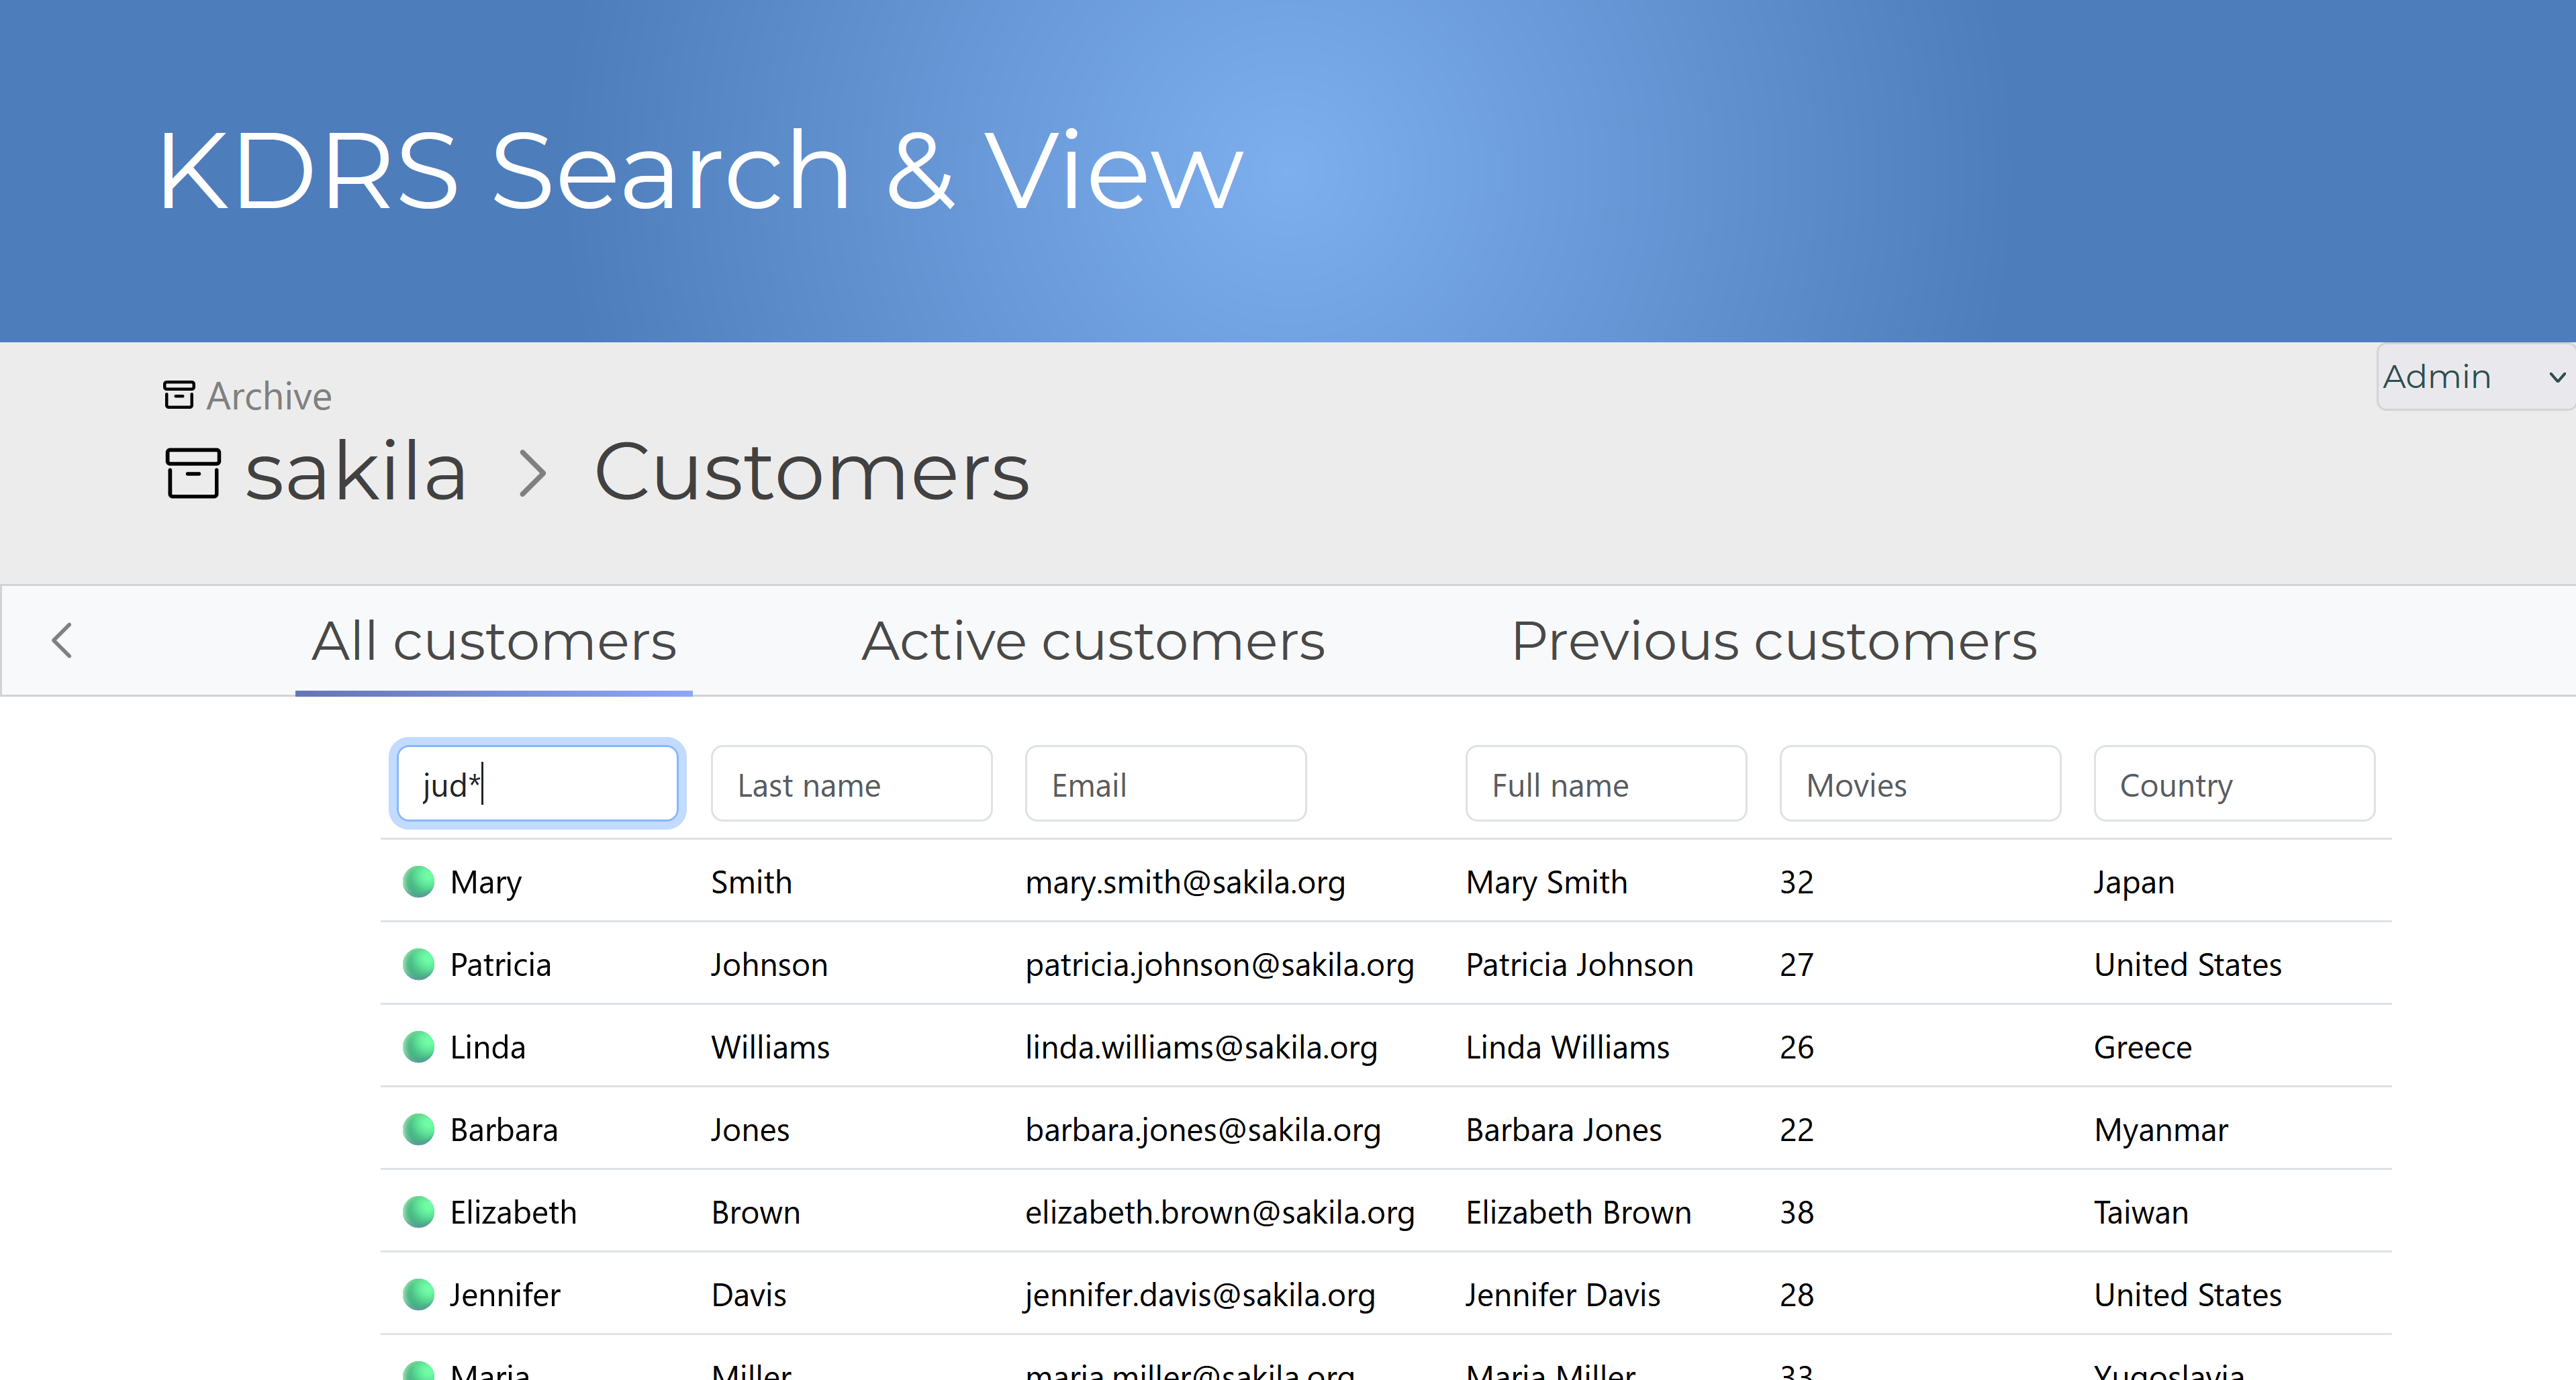 KDRS Search & View
Archive
Admin
sakila > Customers
All customers Active customers Previous customers
jud* Last name Email Full name Movies Country
Mary Smith mary.smith@sakila.org Mary Smith 32 Japan
Patricia Johnson patricia.johnson@sakila.org Patricia Johnson 27 United States
Linda Williams linda.williams@sakila.org Linda Williams 26 Greece
Barbara Jones barbara.jones@sakila.org Barbara Jones 22 Myanmar
Elizabeth Brown elizabeth.brown@sakila.org Elizabeth Brown 38 Taiwan
Jennifer Davis jennifer.davis@sakila.org Jennifer Davis 28 United States
Maria Miller maria.miller@sakila.org Maria Miller 33 Yugoslavia